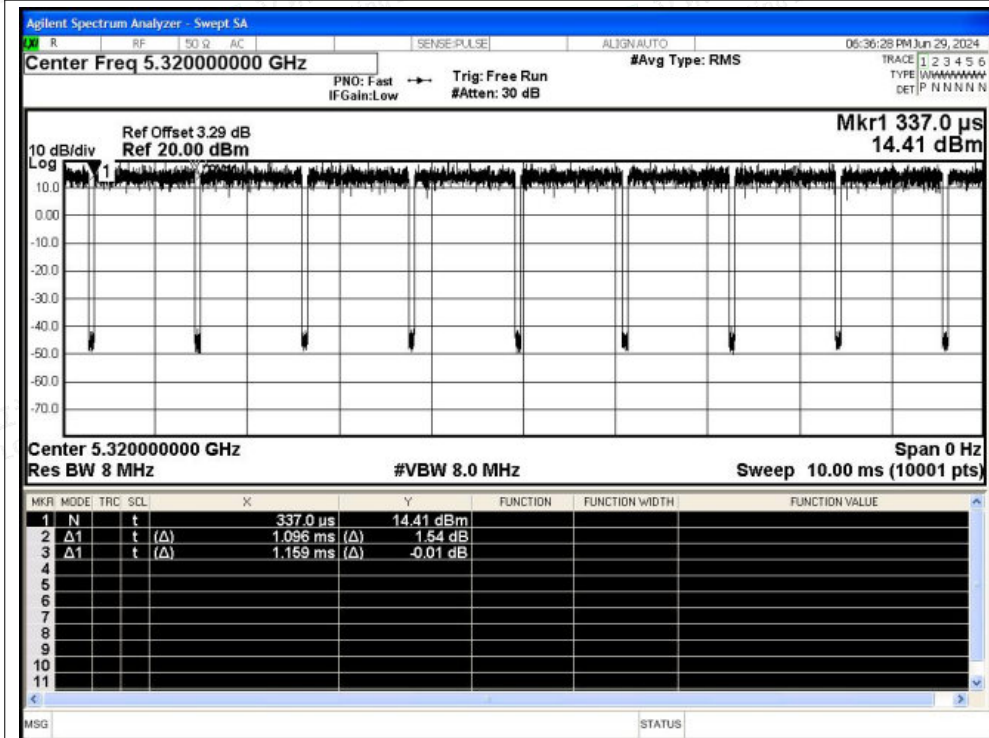 Agilent Spectrum Analyzer - Swept SA
LXI R RF 50 Ω AC SENSE:PULSE ALIGN AUTO 06:36:28 PM Jun 29, 2024
Center Freq 5.320000000 GHz #Avg Type: RMS TRACE 1 2 3 4 5 6
PNO: Fast Trig: Free Run TYPE WWWWWW
IFGain:Low #Atten: 30 dB DET P N N N N N
Mkr1 337.0 µs
Ref Offset 3.29 dB
10 dB/div Ref 20.00 dBm 14.41 dBm
Log
1
10.0
0.00
-10.0
-20.0
-30.0
-40.0
-50.0
-60.0
-70.0
Center 5.320000000 GHz Span 0 Hz
Res BW 8 MHz #VBW 8.0 MHz Sweep 10.00 ms (10001 pts)
MKR MODE TRC SCL X Y FUNCTION FUNCTION WIDTH FUNCTION VALUE
1 N t 337.0 µs 14.41 dBm
2 Δ1 t (Δ) 1.096 ms (Δ) 1.54 dB
3 Δ1 t (Δ) 1.159 ms (Δ) -0.01 dB
4
5
6
7
8
9
10
11
MSG STATUS